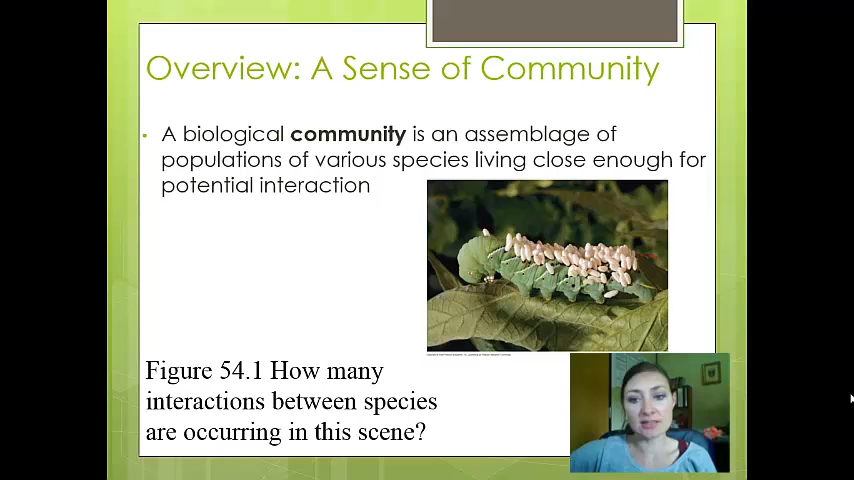 Overview: A Sense of Community
• A biological community is an assemblage of
populations of various species living close enough for
potential interaction
Figure 54.1 How many
interactions between species
are occurring in this scene?